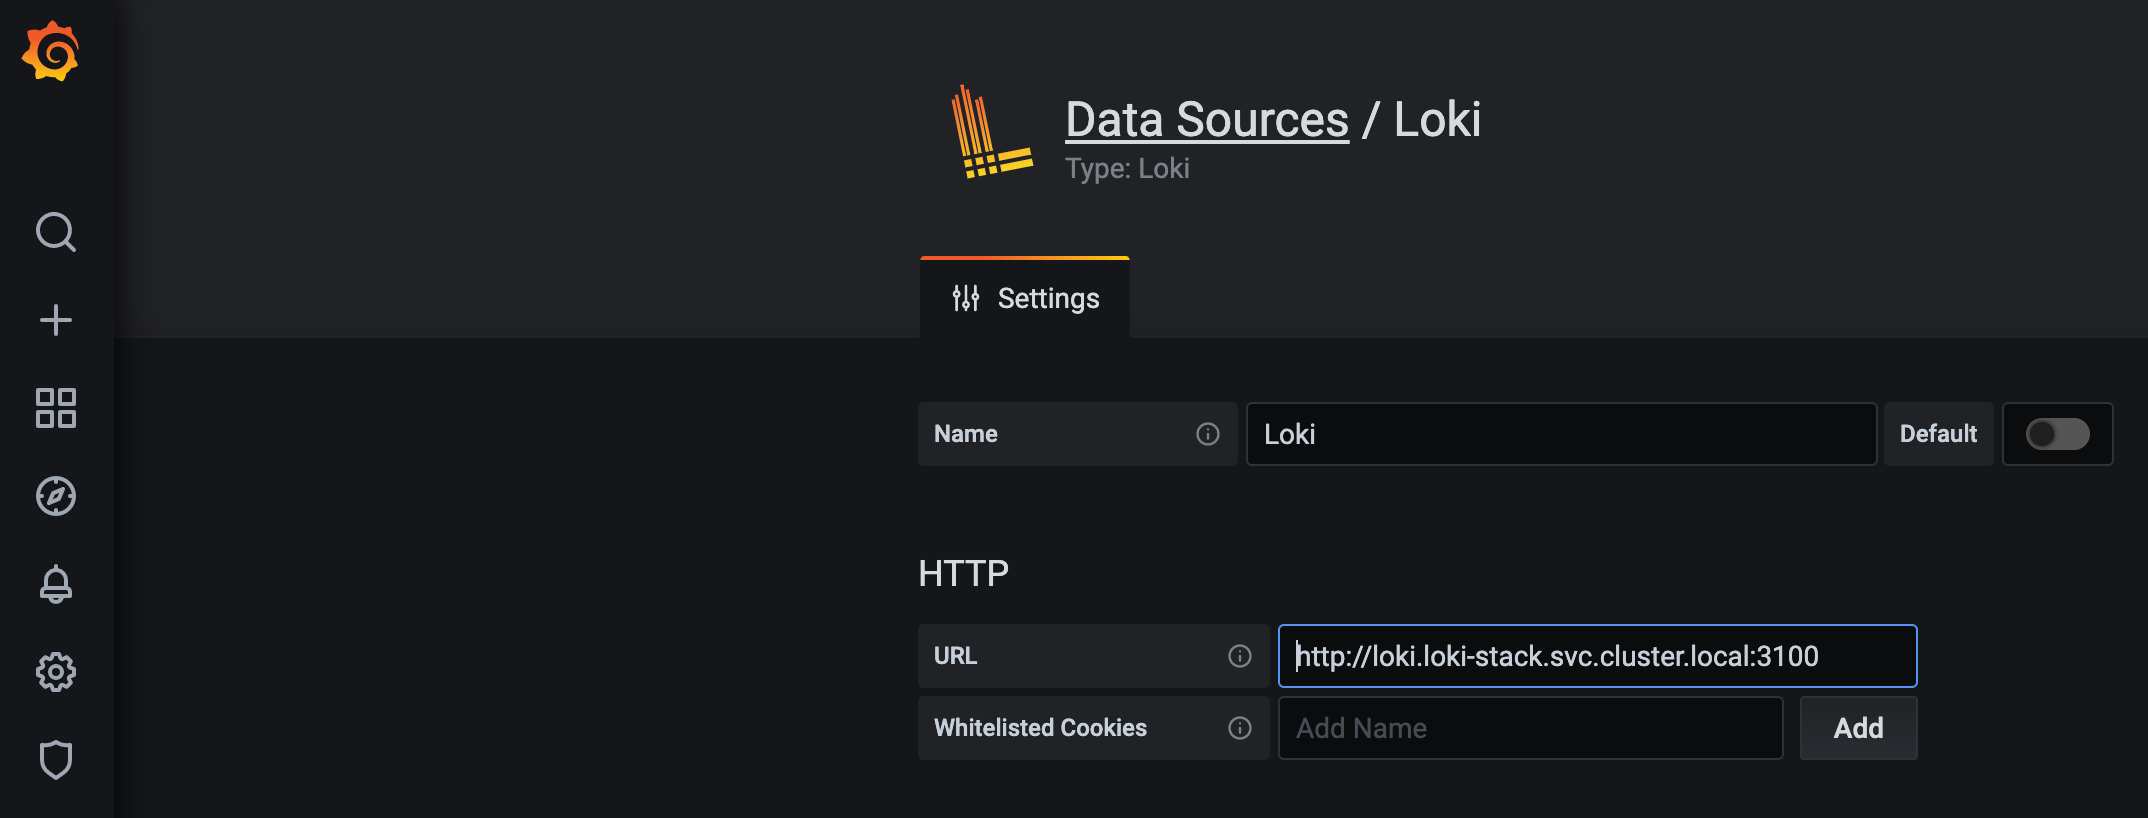 Data Sources / Loki
Type: Loki
Settings
Name Loki Default
HTTP
URL http://loki.loki-stack.svc.cluster.local:3100
Whitelisted Cookies Add Name Add